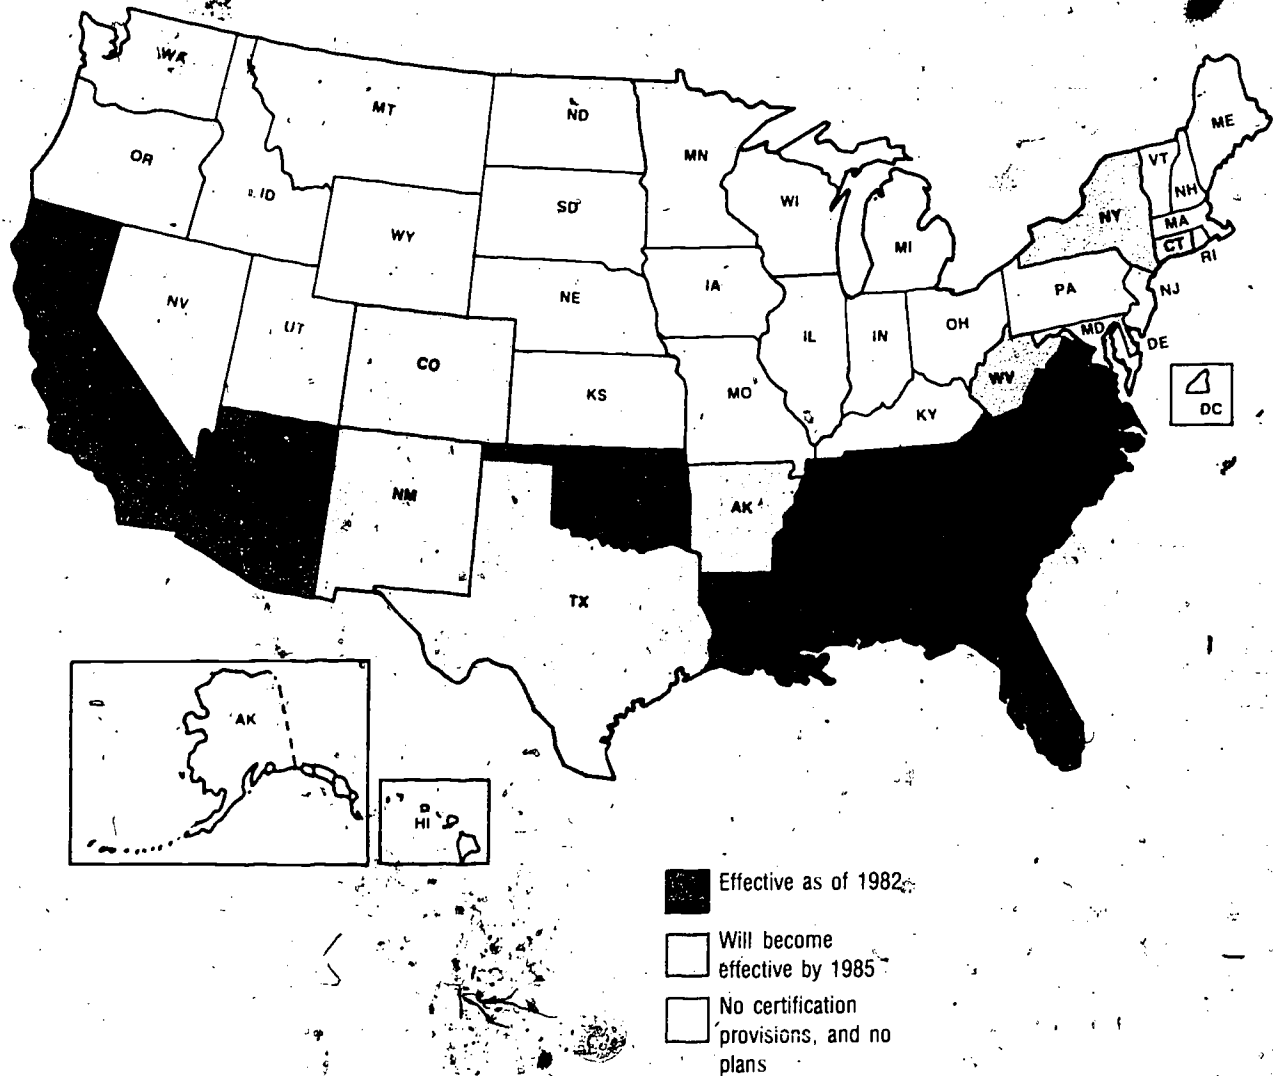 WA
MT
ND
MN
ME
OR
ID
SD
WI
VT
NH
WY
NY
MA
MI
CT
RI
NV
UT
NE
IA
PA
NJ
CO
IL
IN
OH
MD
DE
KS
MO
WV
KY
DC
NM
AK
TX
AK
HI
Effective as of 1982
Will become
effective by 1985
No certification
provisions, and no
plans